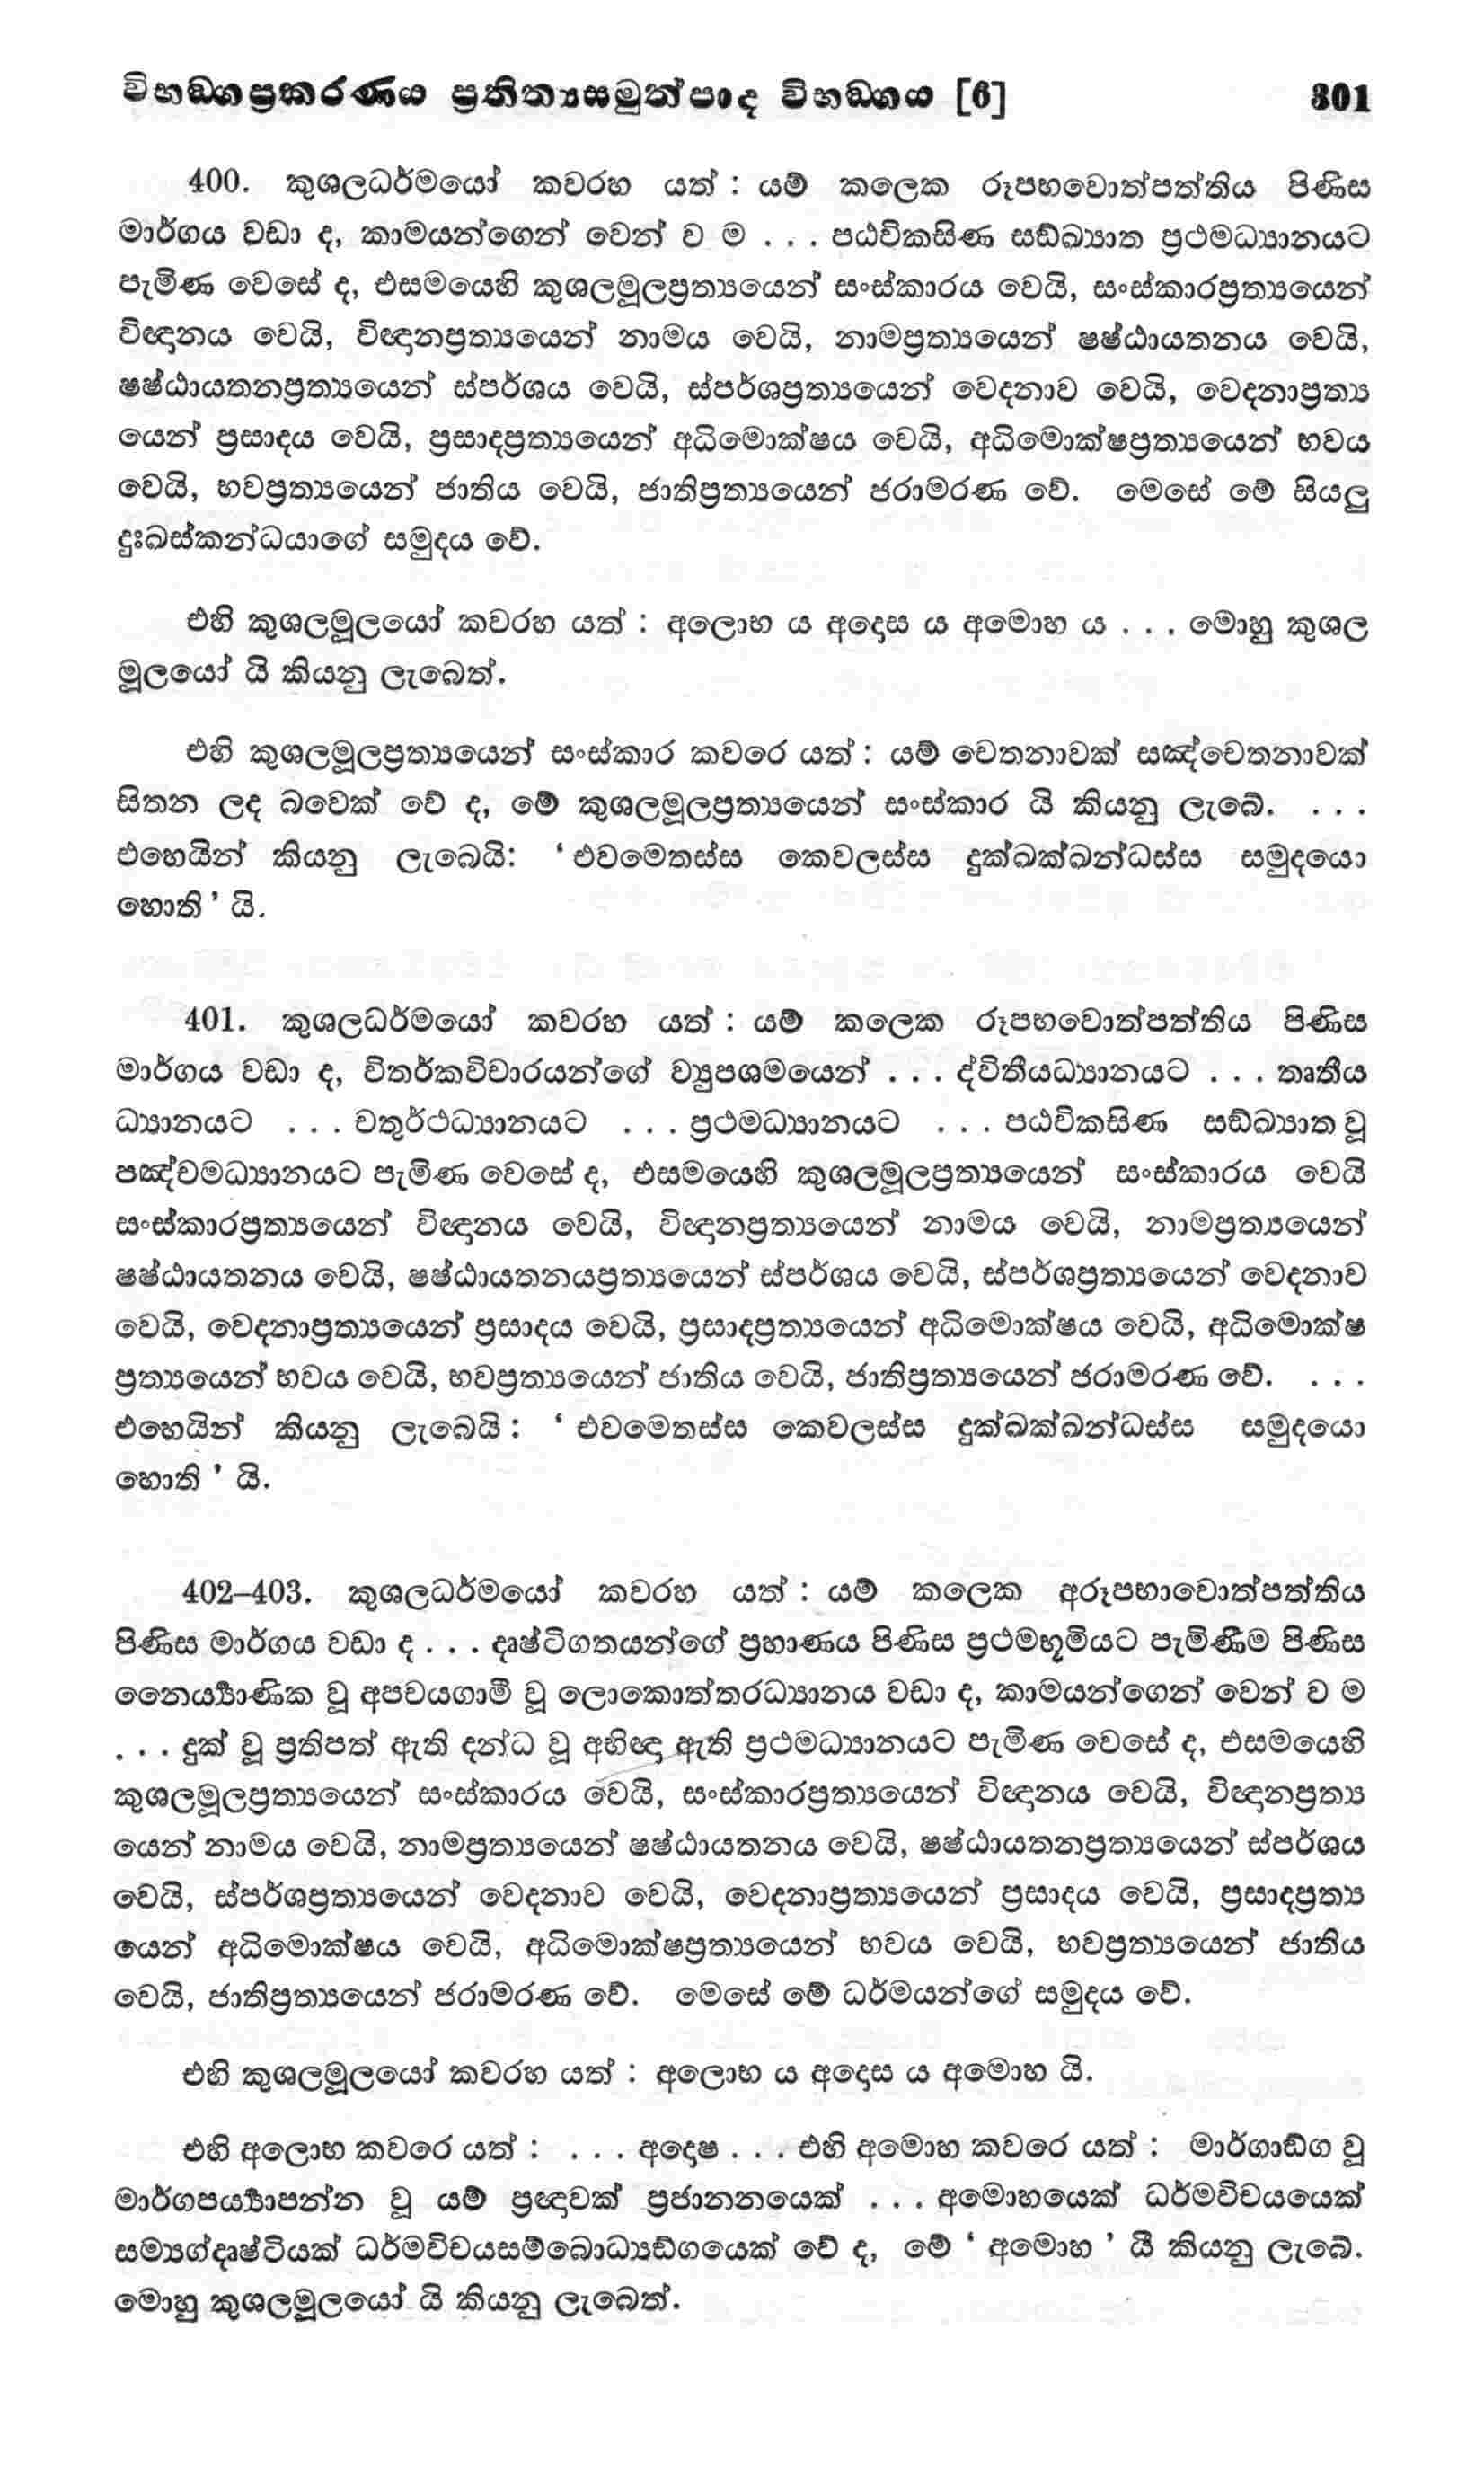 විභඞ්ගප්‍රකරණය ප්‍රතිත්‍යසමුත්පාද විභඞ්ගය [6] 301
400. කුශලධර්මයෝ කවරහ යත් : යම් කලෙක රූපභවොත්පත්තිය පිණිස
මාර්ගය වඩා ද, කාමයන්ගෙන් වෙන් ව ම . . . පඨවිකසිණ සඞ්ඛ්‍යාත ප්‍රථමධ්‍යානයට
පැමිණ වෙසේ ද, එසමයෙහි කුශලමූලප්‍රත්‍යයෙන් සංස්කාරය වෙයි, සංස්කාරප්‍රත්‍යයෙන්
විඥානය වෙයි, විඥානප්‍රත්‍යයෙන් නාමය වෙයි, නාමප්‍රත්‍යයෙන් ෂෂ්ඨායතනය වෙයි,
ෂෂ්ඨායතනප්‍රත්‍යයෙන් ස්පර්ශය වෙයි, ස්පර්ශප්‍රත්‍යයෙන් වෙදනාව වෙයි, වෙදනාප්‍රත්‍ය
යෙන් ප්‍රසාදය වෙයි, ප්‍රසාදප්‍රත්‍යයෙන් අධිමොක්ෂය වෙයි, අධිමොක්ෂප්‍රත්‍යයෙන් භවය
වෙයි, භවප්‍රත්‍යයෙන් ජාතිය වෙයි, ජාතිප්‍රත්‍යයෙන් ජරාමරණ වේ. මෙසේ මේ සියලු
දුඃඛස්කන්ධයාගේ සමුදය වේ.
එහි කුශලමූලයෝ කවරහ යත් : අලොභ ය අදොස ය අමොහ ය . . . මොහු කුශල
මූලයෝ යි කියනු ලැබෙත්.
එහි කුශලමූලප්‍රත්‍යයෙන් සංස්කාර කවරෙ යත් : යම් චෙතනාවක් සඤ්චෙතනාවක්
සිතන ලද බවෙක් වේ ද, මේ කුශලමූලප්‍රත්‍යයෙන් සංස්කාර යි කියනු ලැබේ. . . .
එහෙයින් කියනු ලැබෙයි: ‘ එවමෙතස්ස කෙවලස්ස දුක්ඛක්ඛන්ධස්ස සමුදයො
හොති ’ යි.
401. කුශලධර්මයෝ කවරහ යත් : යම් කලෙක රූපභවොත්පත්තිය පිණිස
මාර්ගය වඩා ද, විතර්කවිචාරයන්ගේ ව්‍යුපශමයෙන් . . . ද්විතීයධ්‍යානයට . . . තෘතීය
ධ්‍යානයට . . . චතුර්ථධ්‍යානයට . . . ප්‍රථමධ්‍යානයට . . . පඨවිකසිණ සඞ්ඛ්‍යාත වූ
පඤ්චමධ්‍යානයට පැමිණ වෙසේ ද, එසමයෙහි කුශලමූලප්‍රත්‍යයෙන් සංස්කාරය වෙයි
සංස්කාරප්‍රත්‍යයෙන් විඥානය වෙයි, විඥානප්‍රත්‍යයෙන් නාමය වෙයි, නාමප්‍රත්‍යයෙන්
ෂෂ්ඨායතනය වෙයි, ෂෂ්ඨායතනයප්‍රත්‍යයෙන් ස්පර්ශය වෙයි, ස්පර්ශප්‍රත්‍යයෙන් වෙදනාව
වෙයි, වෙදනාප්‍රත්‍යයෙන් ප්‍රසාදය වෙයි, ප්‍රසාදප්‍රත්‍යයෙන් අධිමොක්ෂය වෙයි, අධිමොක්ෂ
ප්‍රත්‍යයෙන් භවය වෙයි, භවප්‍රත්‍යයෙන් ජාතිය වෙයි, ජාතිප්‍රත්‍යයෙන් ජරාමරණ වේ. . . .
එහෙයින් කියනු ලැබෙයි : ‘ එවමෙතස්ස කෙවලස්ස දුක්ඛක්ඛන්ධස්ස සමුදයො
හොති ’ යි.
402–403. කුශලධර්මයෝ කවරහ යත් : යම් කලෙක අරූපභාවොත්පත්තිය
පිණිස මාර්ගය වඩා ද . . . දෘෂ්ටිගතයන්ගේ ප්‍රහාණය පිණිස ප්‍රථමභූමියට පැමිණීම පිණිස
නෛර්‍ය්‍යාණික වූ අපචයගාමී වූ ලොකොත්තරධ්‍යානය වඩා ද, කාමයන්ගෙන් වෙන් ව ම
. . . දුක් වූ ප්‍රතිපත් ඇති දන්ධ වූ අභිඥා ඇති ප්‍රථමධ්‍යානයට පැමිණ වෙසේ ද, එසමයෙහි
කුශලමූලප්‍රත්‍යයෙන් සංස්කාරය වෙයි, සංස්කාරප්‍රත්‍යයෙන් විඥානය වෙයි, විඥානප්‍රත්‍ය
යෙන් නාමය වෙයි, නාමප්‍රත්‍යයෙන් ෂෂ්ඨායතනය වෙයි, ෂෂ්ඨායතනප්‍රත්‍යයෙන් ස්පර්ශය
වෙයි, ස්පර්ශප්‍රත්‍යයෙන් වෙදනාව වෙයි, වෙදනාප්‍රත්‍යයෙන් ප්‍රසාදය වෙයි, ප්‍රසාදප්‍රත්‍ය
යෙන් අධිමොක්ෂය වෙයි, අධිමොක්ෂප්‍රත්‍යයෙන් භවය වෙයි, භවප්‍රත්‍යයෙන් ජාතිය
වෙයි, ජාතිප්‍රත්‍යයෙන් ජරාමරණ වේ. මෙසේ මේ ධර්මයන්ගේ සමුදය වේ.
එහි කුශලමූලයෝ කවරහ යත් : අලොභ ය අදොස ය අමොහ යි.
එහි අලොභ කවරෙ යත් : . . . අදොෂ . . . එහි අමොහ කවරෙ යත් : මාර්ගාඞ්ග වූ
මාර්ගපර්‍ය්‍යාපන්න වූ යම් ප්‍රඥාවක් ප්‍රජානනයෙක් . . . අමොහයෙක් ධර්මවිචයයෙක්
සම්‍යග්දෘෂ්ටියක් ධර්මවිචයසම්බොධ්‍යඞ්ගයෙක් වේ ද, මේ ‘ අමොහ ’ යී කියනු ලැබේ.
මොහු කුශලමූලයෝ යි කියනු ලැබෙත්.